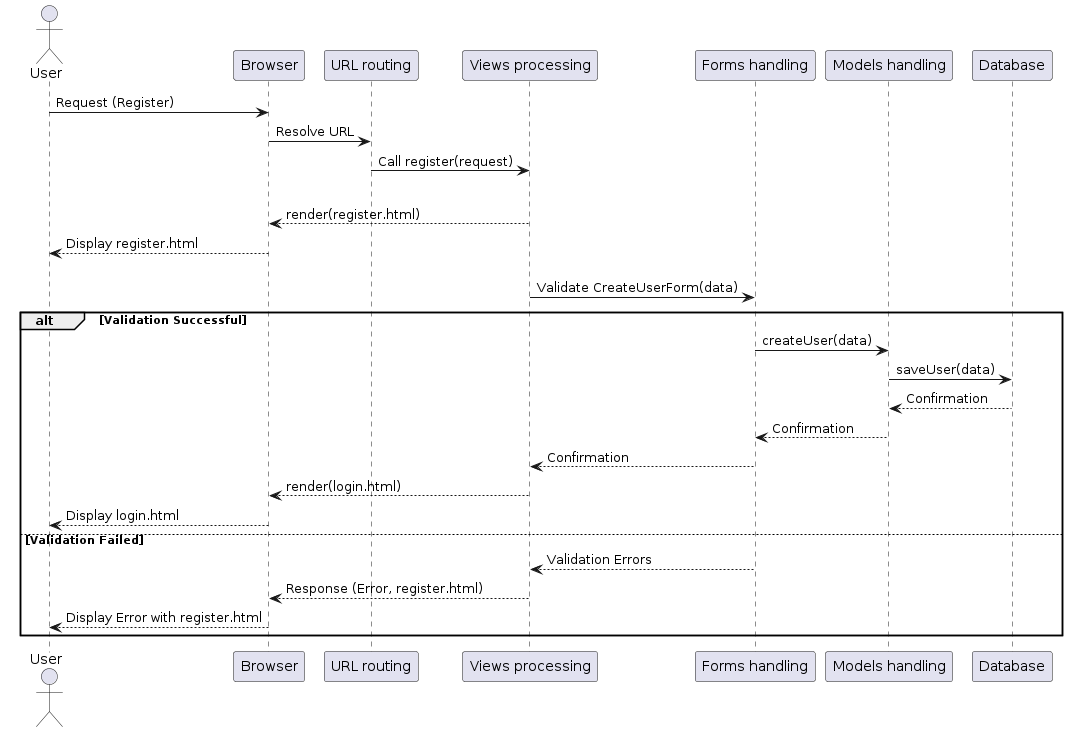 User
Browser
URL routing
Views processing
Forms handling
Models handling
Database
Request (Register)
Resolve URL
Call register(request)
render(register.html)
Display register.html
Validate CreateUserForm(data)
alt
[Validation Successful]
createUser(data)
saveUser(data)
Confirmation
Confirmation
Confirmation
render(login.html)
Display login.html
[Validation Failed]
Validation Errors
Response (Error, register.html)
Display Error with register.html
User
Browser
URL routing
Views processing
Forms handling
Models handling
Database